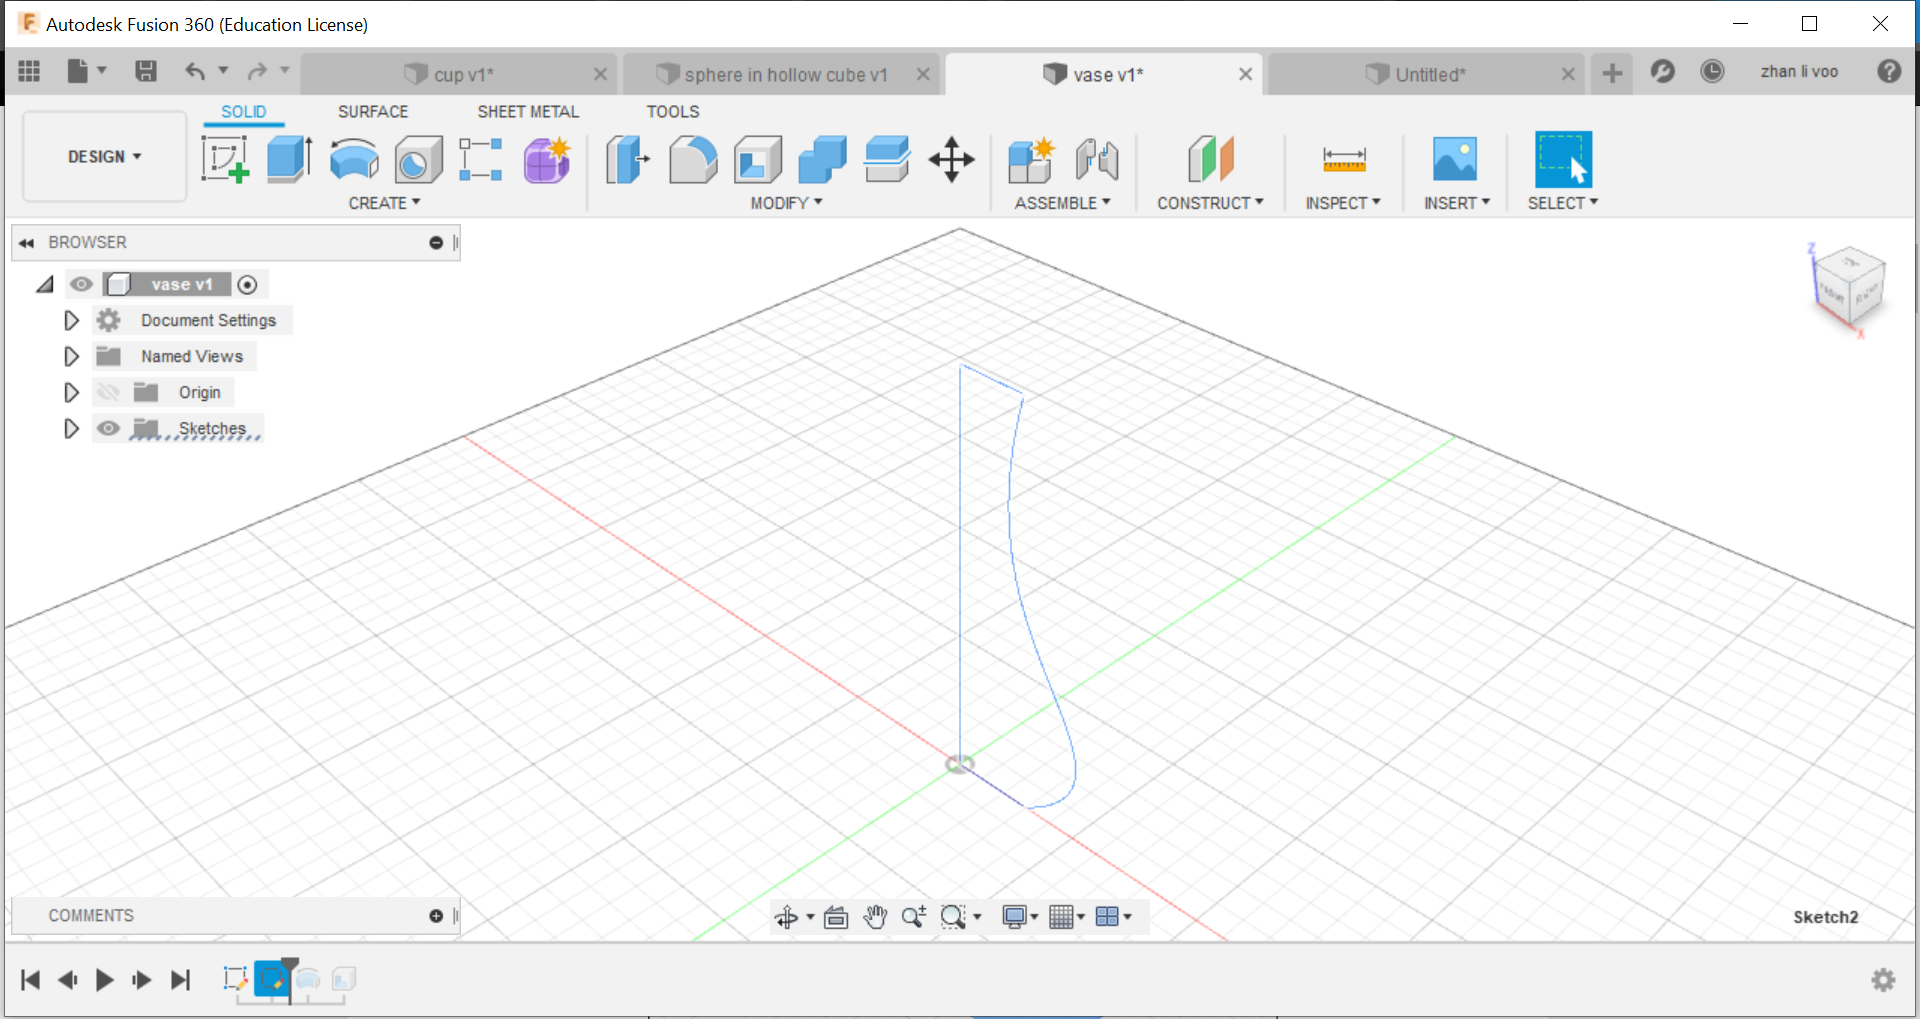 Autodesk Fusion 360 (Education License)
cup v1*
sphere in hollow cube v1
vase v1*
Untitled*
zhan li voo
SOLID SURFACE SHEET METAL TOOLS
DESIGN
CREATE MODIFY ASSEMBLE CONSTRUCT INSPECT INSERT SELECT
BROWSER
vase v1
Document Settings
Named Views
Origin
Sketches
Z
FRONT
X
COMMENTS
Sketch2